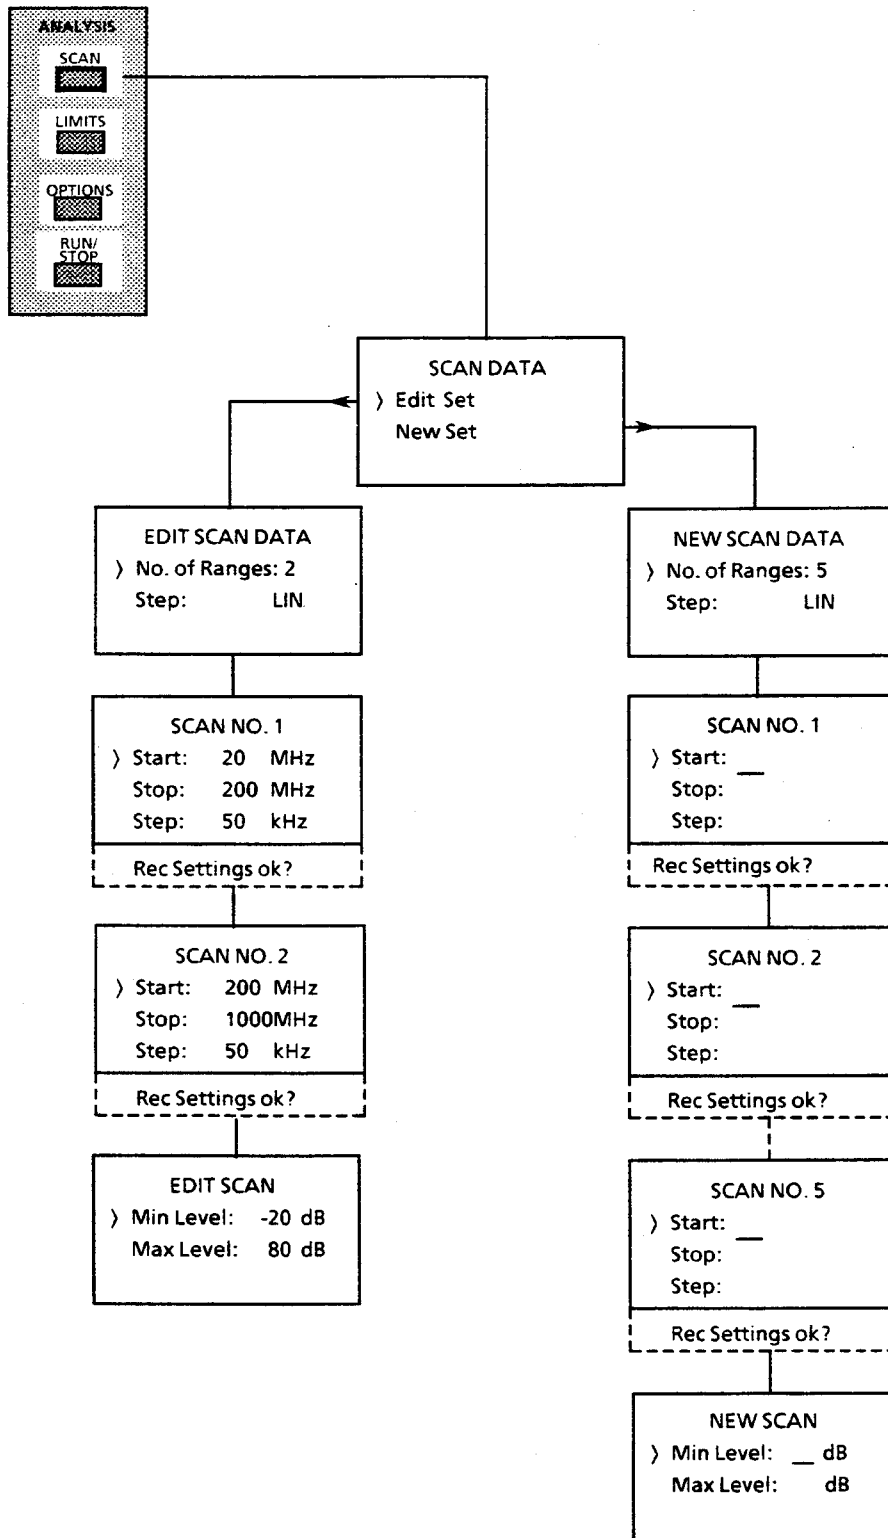 ANALYSIS
SCAN
LIMITS
OPTIONS
RUN/
STOP
SCAN DATA
⟩ Edit Set
New Set
EDIT SCAN DATA
⟩ No. of Ranges: 2
Step: LIN
SCAN NO. 1
⟩ Start: 20 MHz
Stop: 200 MHz
Step: 50 kHz
Rec Settings ok?
SCAN NO. 2
⟩ Start: 200 MHz
Stop: 1000MHz
Step: 50 kHz
Rec Settings ok?
EDIT SCAN
⟩ Min Level: -20 dB
Max Level: 80 dB
NEW SCAN DATA
⟩ No. of Ranges: 5
Step: LIN
SCAN NO. 1
⟩ Start: __
Stop:
Step:
Rec Settings ok?
SCAN NO. 2
⟩ Start: __
Stop:
Step:
Rec Settings ok?
SCAN NO. 5
⟩ Start: __
Stop:
Step:
Rec Settings ok?
NEW SCAN
⟩ Min Level: __ dB
Max Level: dB